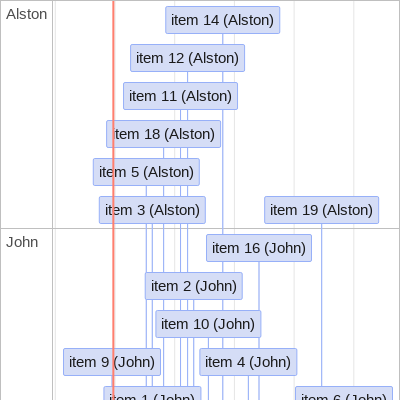 Alston
item 14 (Alston)
item 12 (Alston)
item 11 (Alston)
item 18 (Alston)
item 5 (Alston)
item 3 (Alston)
item 19 (Alston)
John
item 16 (John)
item 2 (John)
item 10 (John)
item 9 (John)
item 4 (John)
item 1 (John)
item 6 (John)